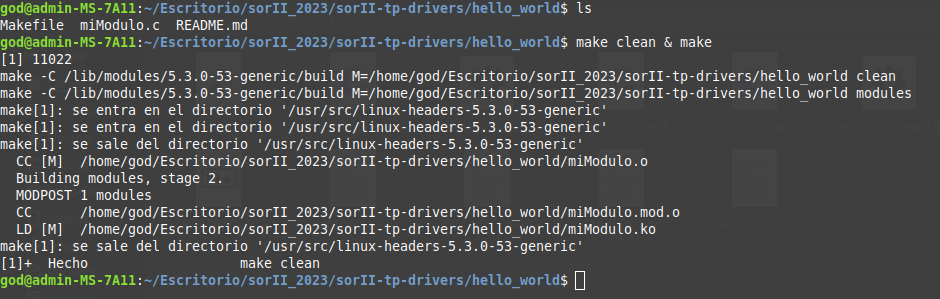 god@admin-MS-7A11:~/Escritorio/sorII_2023/sorII-tp-drivers/hello_world$ ls
Makefile  miModulo.c  README.md
god@admin-MS-7A11:~/Escritorio/sorII_2023/sorII-tp-drivers/hello_world$ make clean & make
[1] 11022
make -C /lib/modules/5.3.0-53-generic/build M=/home/god/Escritorio/sorII_2023/sorII-tp-drivers/hello_world clean
make -C /lib/modules/5.3.0-53-generic/build M=/home/god/Escritorio/sorII_2023/sorII-tp-drivers/hello_world modules
make[1]: se entra en el directorio '/usr/src/linux-headers-5.3.0-53-generic'
make[1]: se entra en el directorio '/usr/src/linux-headers-5.3.0-53-generic'
make[1]: se sale del directorio '/usr/src/linux-headers-5.3.0-53-generic'
  CC [M]  /home/god/Escritorio/sorII_2023/sorII-tp-drivers/hello_world/miModulo.o
  Building modules, stage 2.
  MODPOST 1 modules
  CC      /home/god/Escritorio/sorII_2023/sorII-tp-drivers/hello_world/miModulo.mod.o
  LD [M]  /home/god/Escritorio/sorII_2023/sorII-tp-drivers/hello_world/miModulo.ko
make[1]: se sale del directorio '/usr/src/linux-headers-5.3.0-53-generic'
[1]+  Hecho                   make clean
god@admin-MS-7A11:~/Escritorio/sorII_2023/sorII-tp-drivers/hello_world$